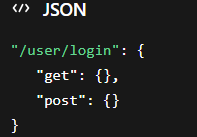 </> JSON
"/user/login": {
"get": {},
"post": {}
}